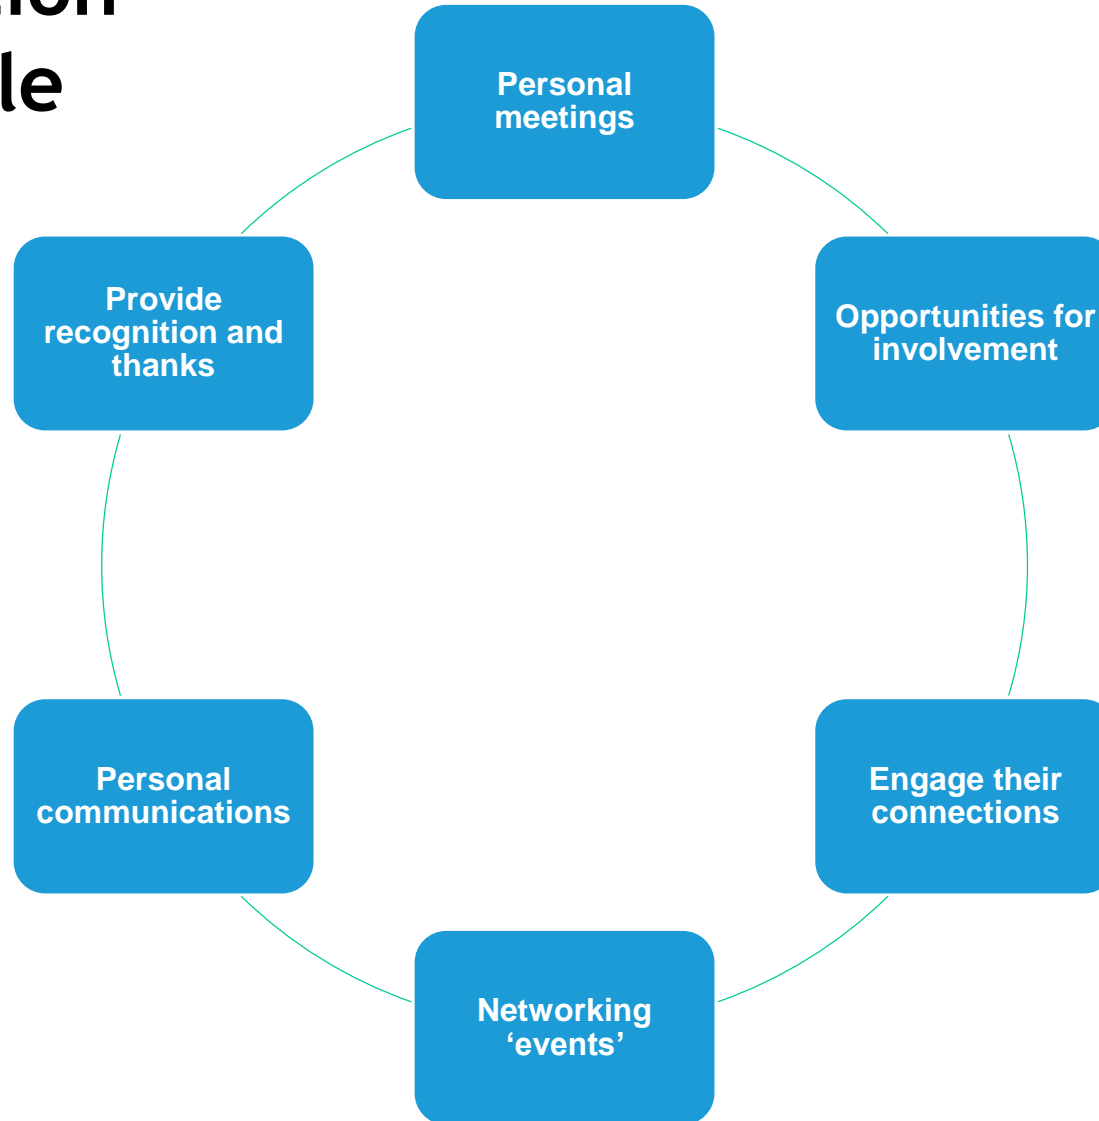 le
Personal
meetings
Opportunities for
involvement
Engage their
connections
Networking
‘events’
Personal
communications
Provide
recognition and
thanks